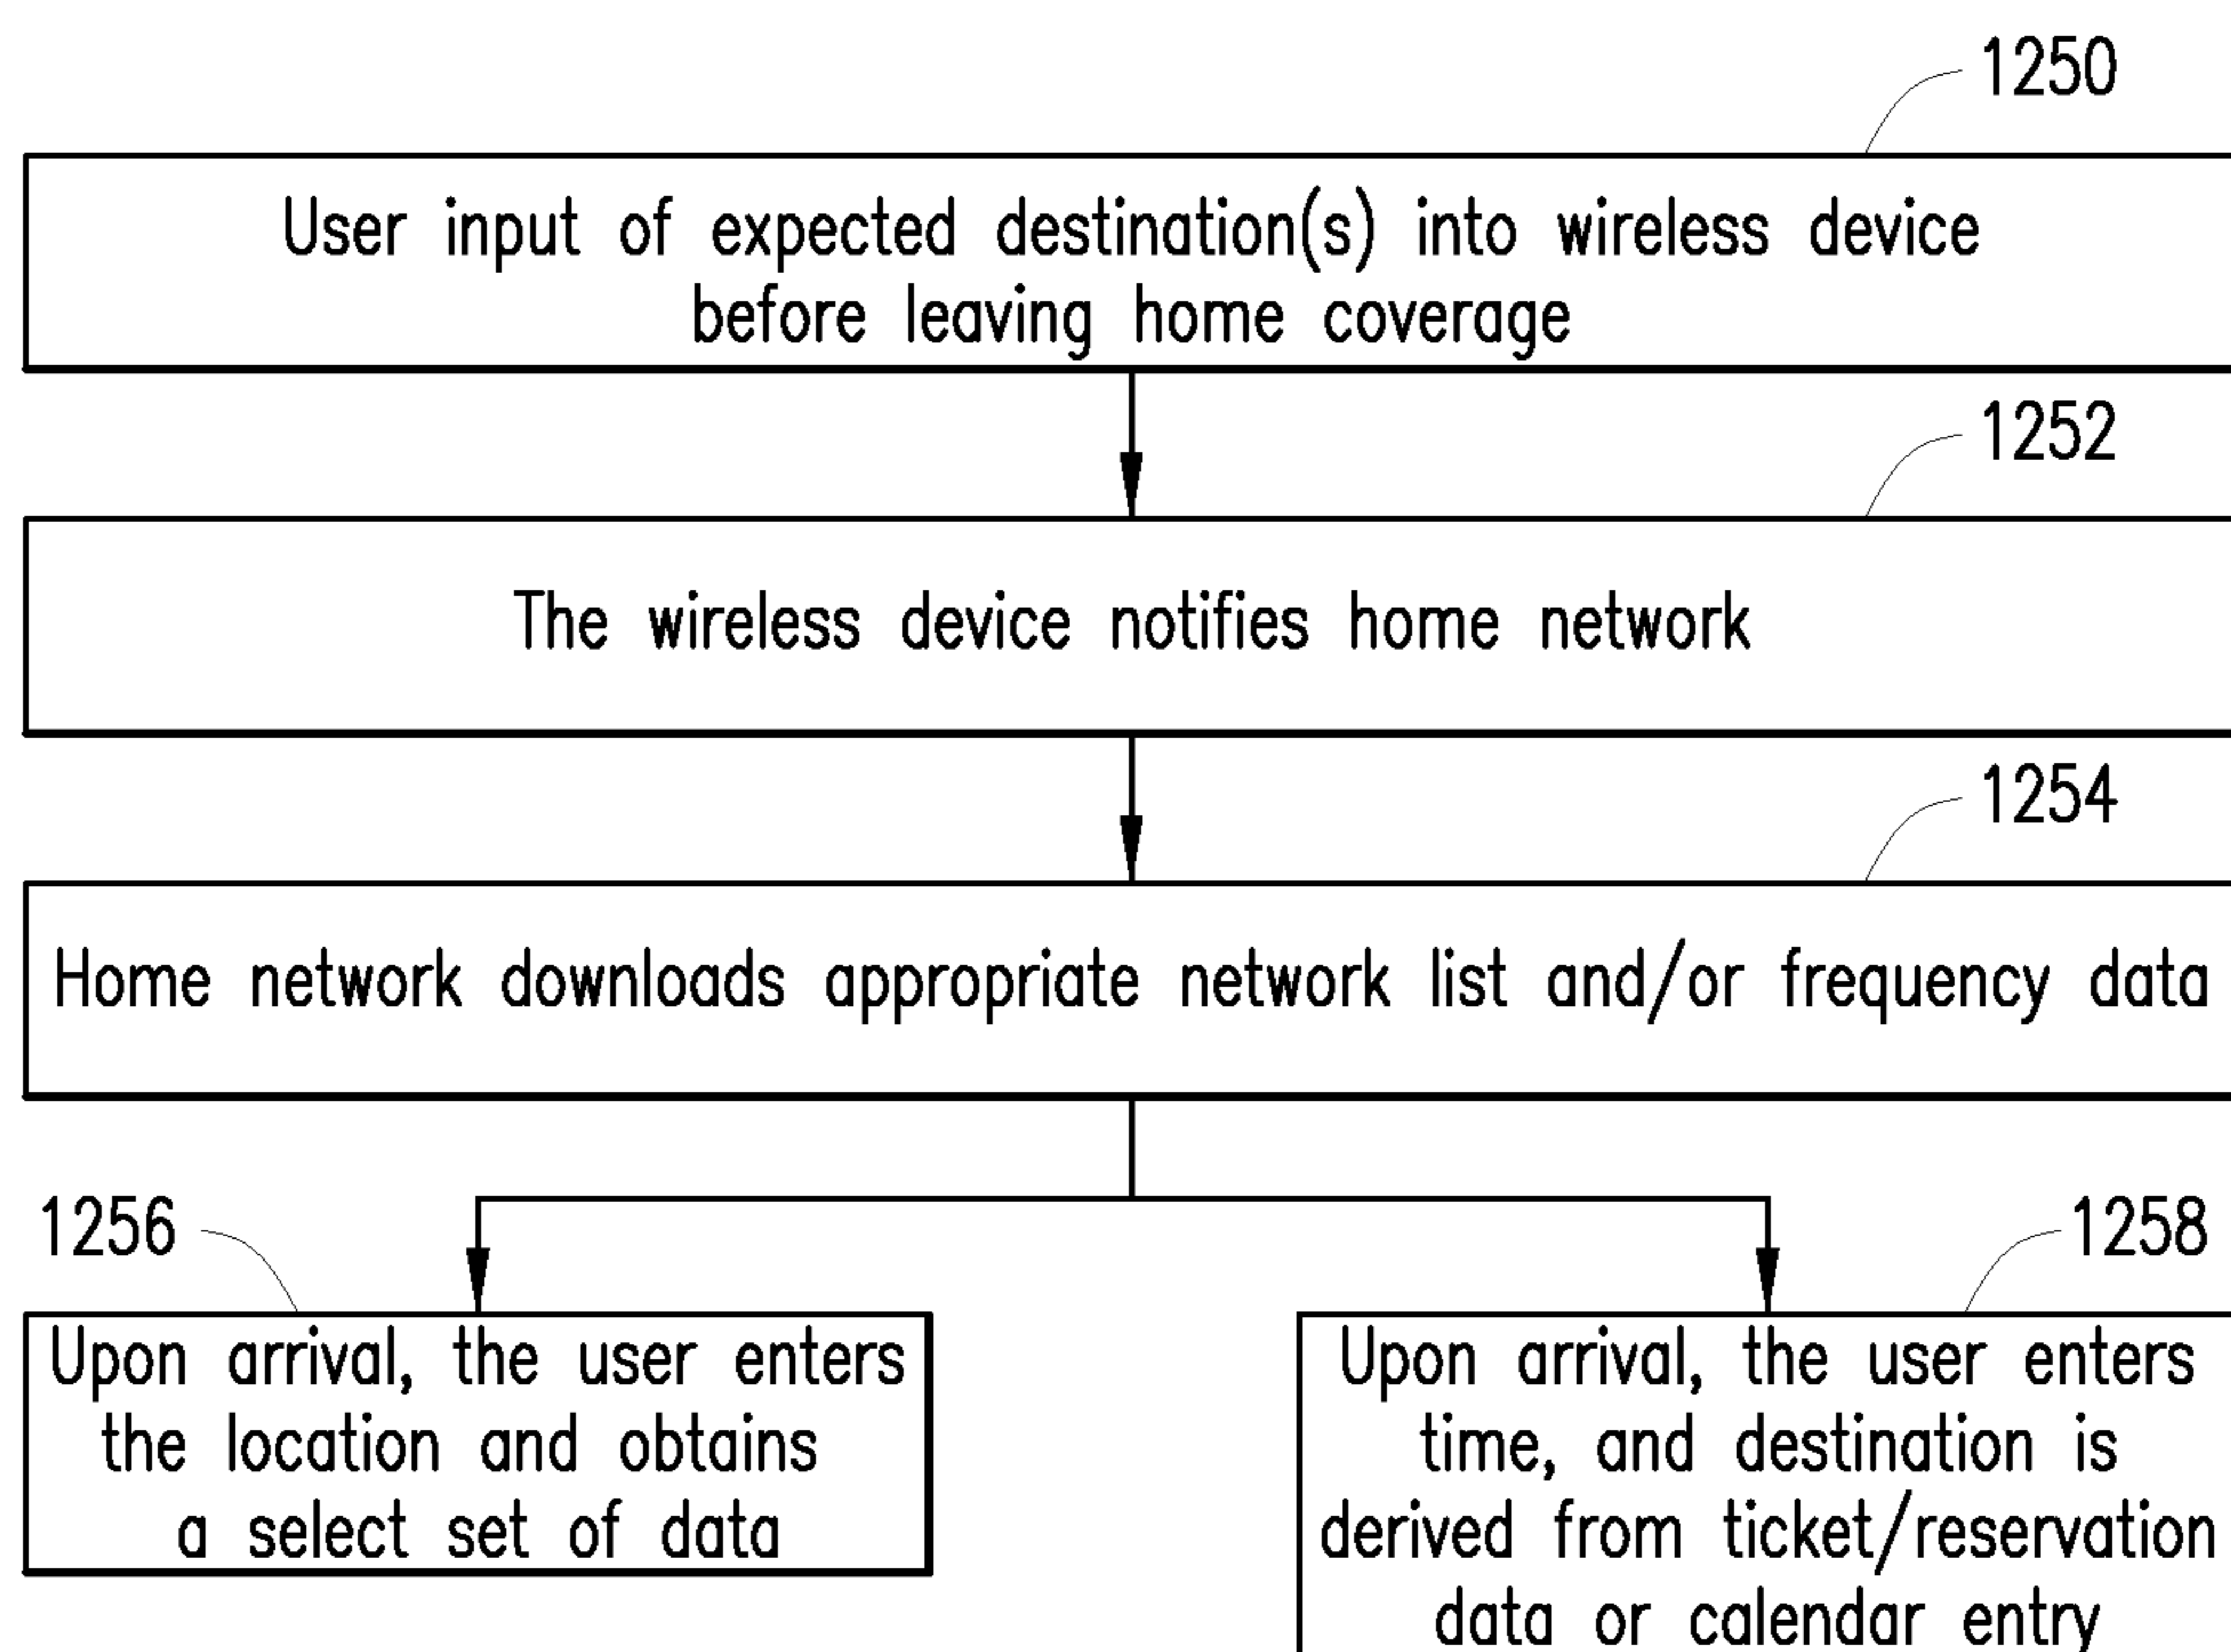 1250
User input of expected destination(s) into wireless device
before leaving home coverage
1252
The wireless device notifies home network
1254
Home network downloads appropriate network list and/or frequency data
1256
Upon arrival, the user enters
the location and obtains
a select set of data
1258
Upon arrival, the user enters
time, and destination is
derived from ticket/reservation
data or calendar entry